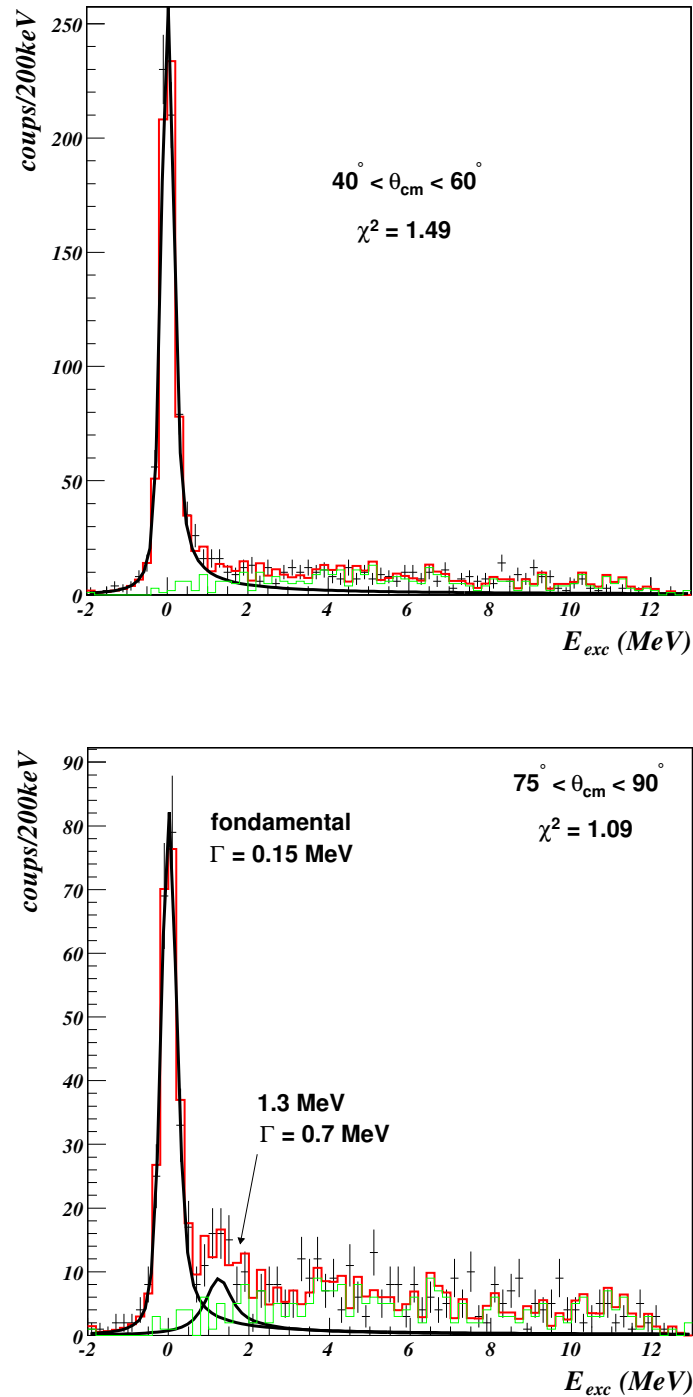 coups/200keV
250
200
150
100
50
0
40° < θcm < 60°
χ² = 1.49
-2 0 2 4 6 8 10 12
Eexc (MeV)
coups/200keV
90
80
70
60
50
40
30
20
10
0
75° < θcm < 90°
χ² = 1.09
fondamental
Γ = 0.15 MeV
1.3 MeV
Γ = 0.7 MeV
-2 0 2 4 6 8 10 12
Eexc (MeV)